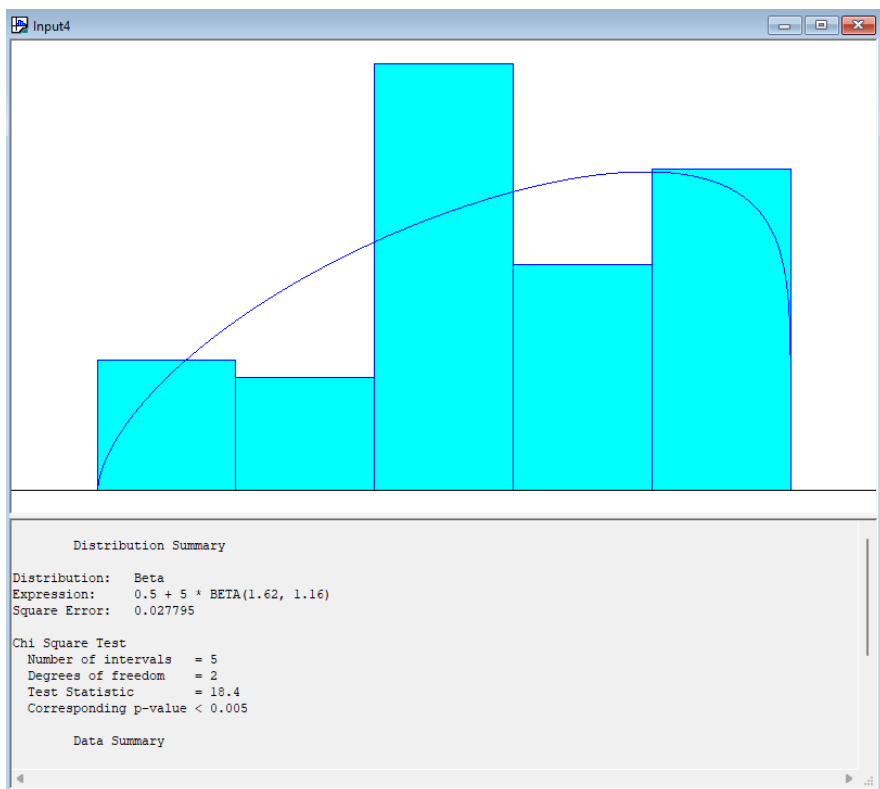 Input4
Distribution Summary
Distribution: Beta
Expression: 0.5 + 5 * BETA(1.62, 1.16)
Square Error: 0.027795
Chi Square Test
Number of intervals = 5
Degrees of freedom = 2
Test Statistic = 18.4
Corresponding p-value < 0.005
Data Summary